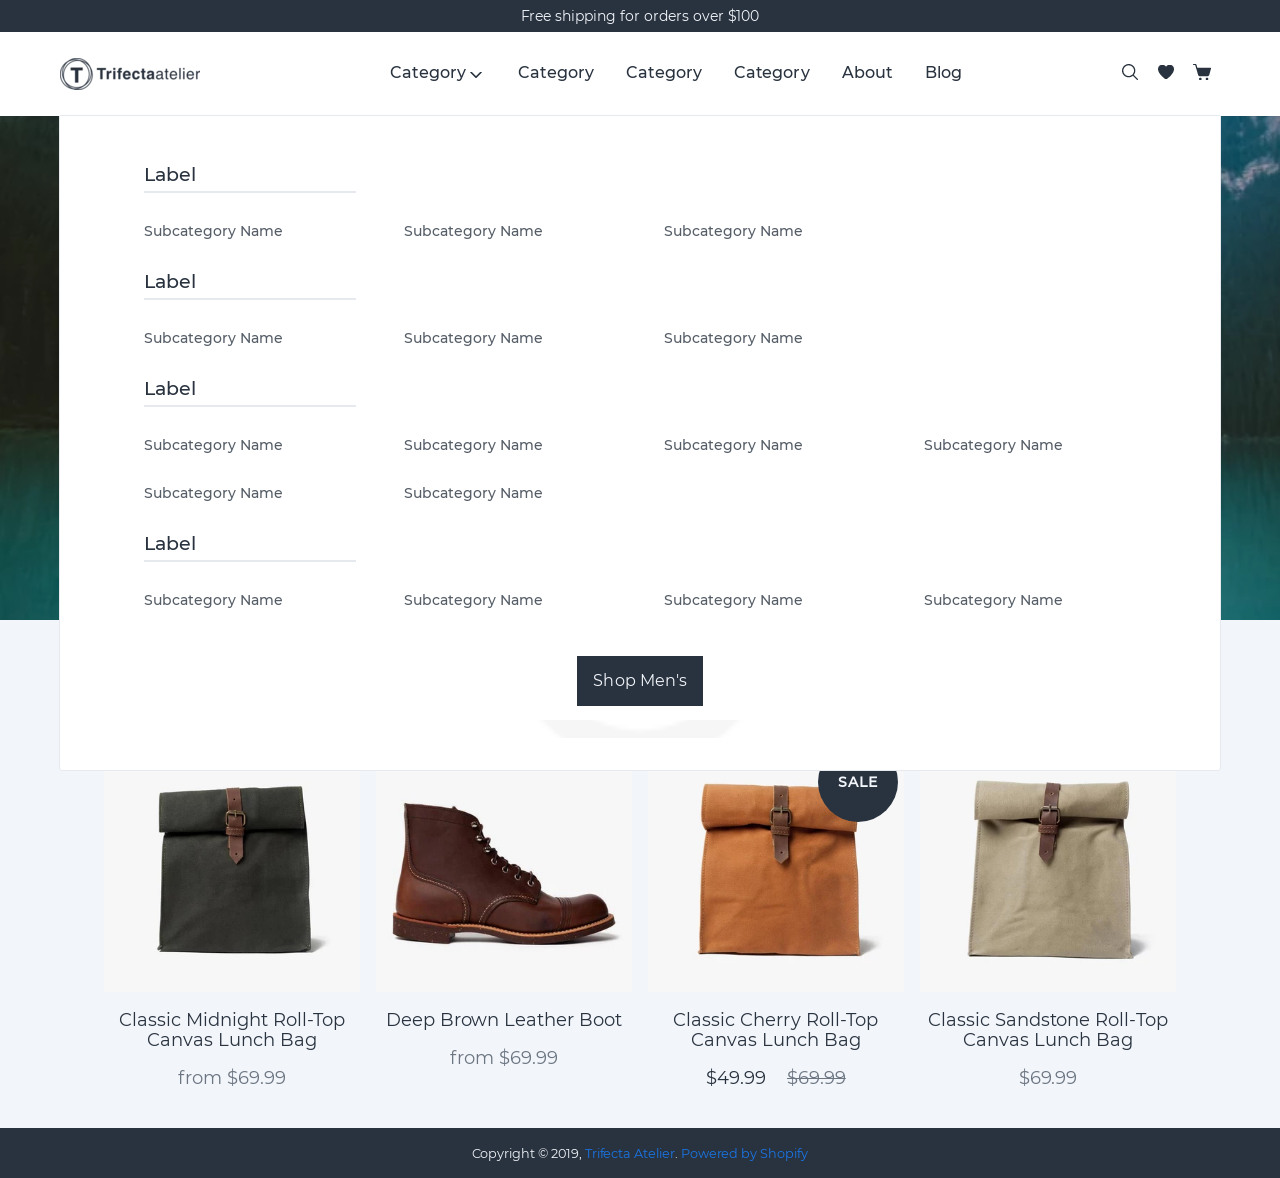 Free shipping for orders over $100
T Trifectaatelier
Category Category Category Category About Blog
Label
Subcategory Name Subcategory Name Subcategory Name
Label
Subcategory Name Subcategory Name Subcategory Name
Label
Subcategory Name Subcategory Name Subcategory Name Subcategory Name
Subcategory Name Subcategory Name
Label
Subcategory Name Subcategory Name Subcategory Name Subcategory Name
Shop Men's
SALE
Classic Midnight Roll-Top
Canvas Lunch Bag
from $69.99
Deep Brown Leather Boot
from $69.99
Classic Cherry Roll-Top
Canvas Lunch Bag
$49.99 $69.99
Classic Sandstone Roll-Top
Canvas Lunch Bag
$69.99
Copyright © 2019, Trifecta Atelier. Powered by Shopify